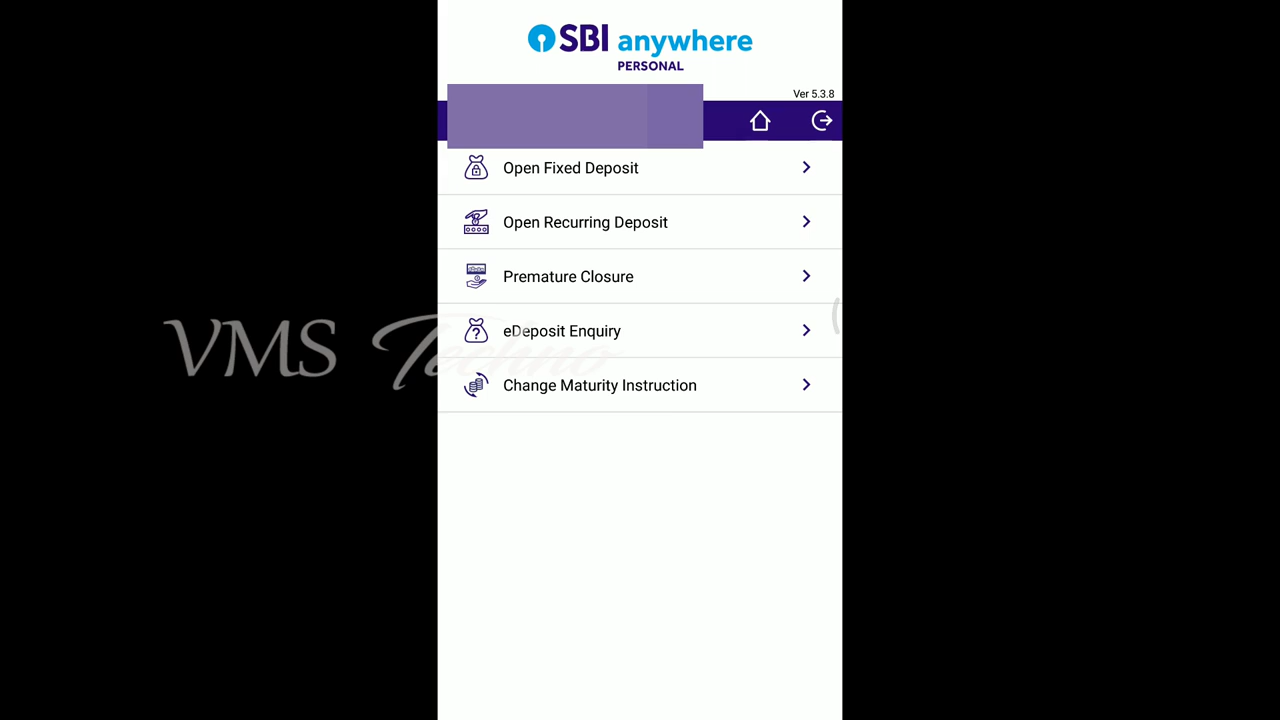 SBI anywhere
PERSONAL
Ver 5.3.8
Open Fixed Deposit
Open Recurring Deposit
Premature Closure
eDeposit Enquiry
VMS Techno
Change Maturity Instruction